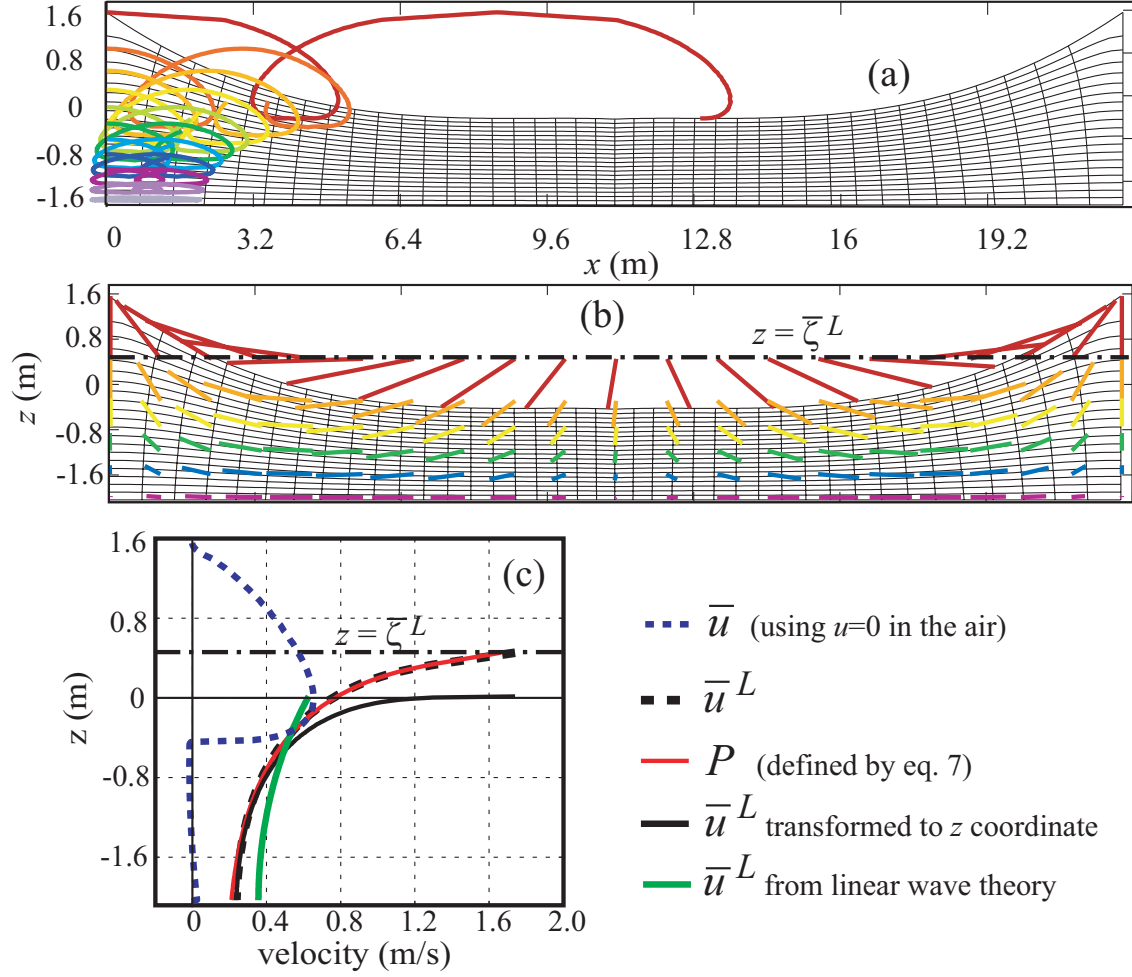 1.6
0.8
0
-0.8
-1.6
(a)
0 3.2 6.4 9.6 12.8 16 19.2
x (m)
1.6
0.8
0
-0.8
-1.6
z (m)
(b)
z = ζ̅ᴸ
1.6
0.8
0
-0.8
-1.6
z (m)
(c)
z = ζ̅ᴸ
0 0.4 0.8 1.2 1.6 2.0
velocity (m/s)
u̅ (using u=0 in the air)
u̅ᴸ
P (defined by eq. 7)
u̅ᴸ transformed to z coordinate
u̅ᴸ from linear wave theory